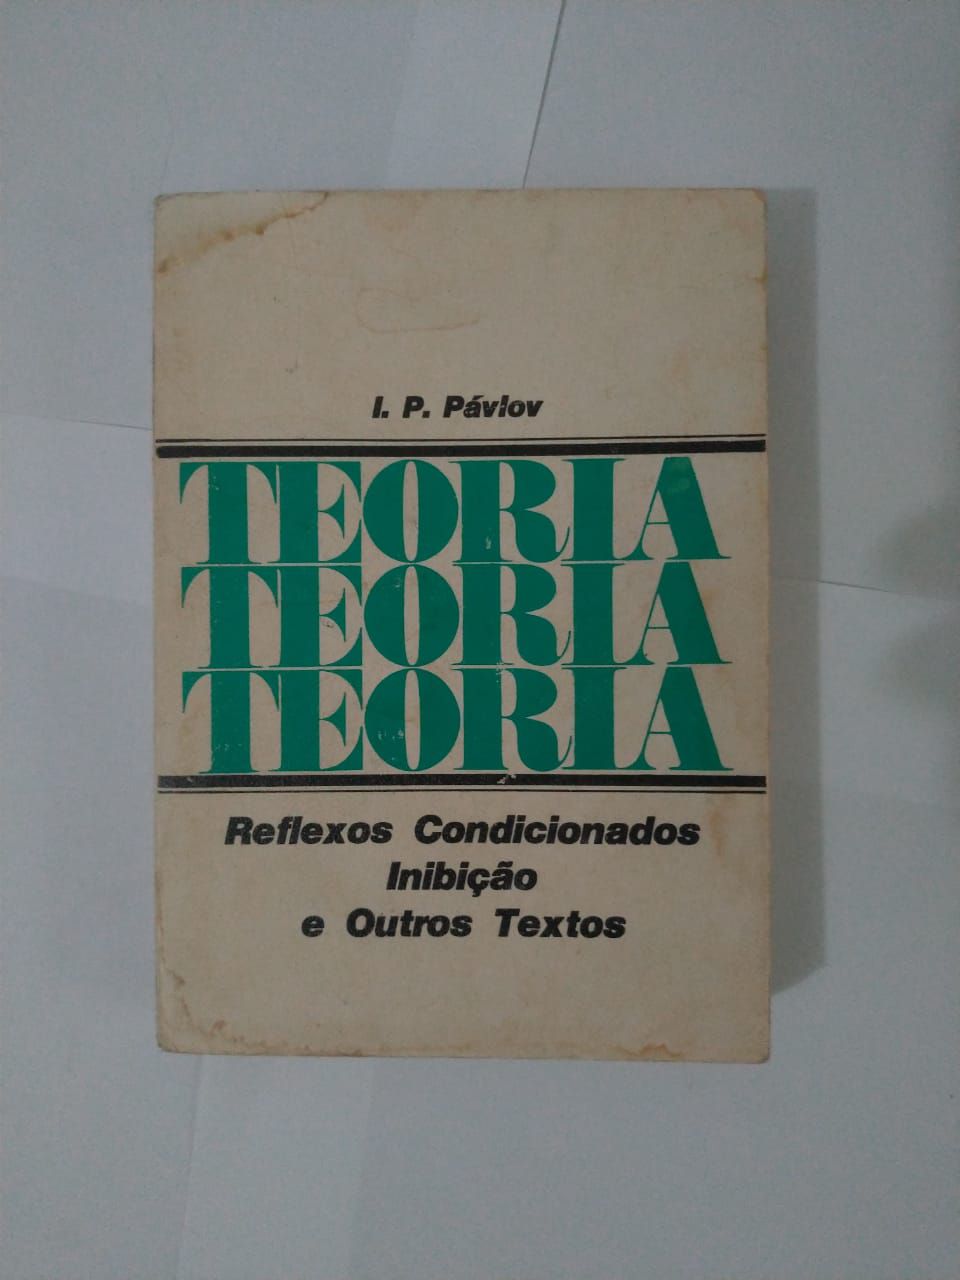 I. P. Pávlov
TEORIA
TEORIA
TEORIA
Reflexos Condicionados
Inibição
e Outros Textos